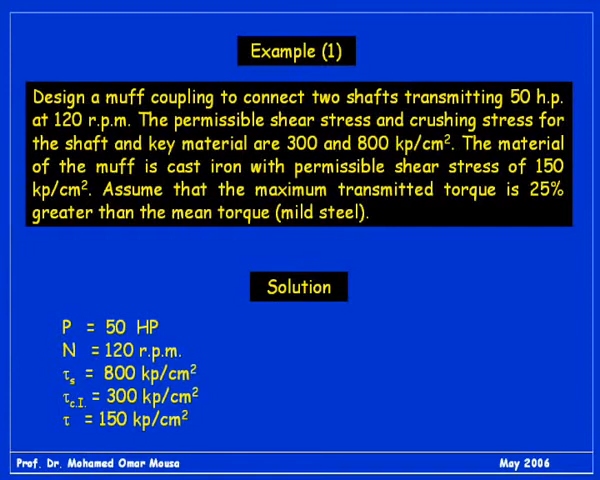 Example (1)
Design a muff coupling to connect two shafts transmitting 50 h.p.
at 120 r.p.m. The permissible shear stress and crushing stress for
the shaft and key material are 300 and 800 kp/cm². The material
of the muff is cast iron with permissible shear stress of 150
kp/cm². Assume that the maximum transmitted torque is 25%
greater than the mean torque (mild steel).
Solution
P = 50 HP
N = 120 r.p.m.
τs = 800 kp/cm²
τc.I. = 300 kp/cm²
τ = 150 kp/cm²
Prof. Dr. Mohamed Omar Mousa May 2006